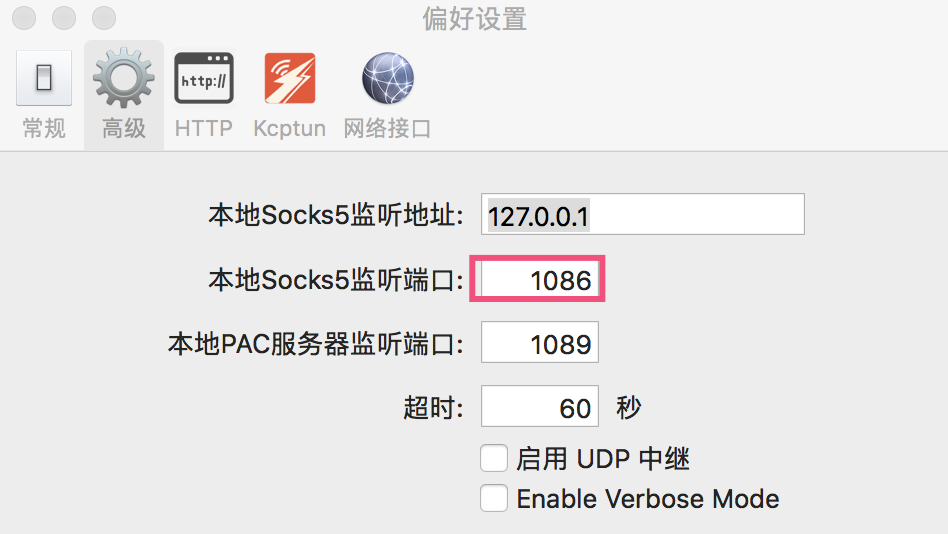 偏好设置
http://
常规 高级 HTTP Kcptun 网络接口
本地Socks5监听地址: 127.0.0.1
本地Socks5监听端口: 1086
本地PAC服务器监听端口: 1089
超时: 60 秒
启用 UDP 中继
Enable Verbose Mode